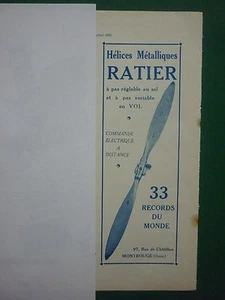 Hélices Métalliques
RATIER
à pas réglable au sol
et à pas variable
en VOL
COMMANDE
ELECTRIQUE
A
DISTANCE
33
RECORDS
DU
MONDE
97, Rue de Châtillon
MONTROUGE (Seine)